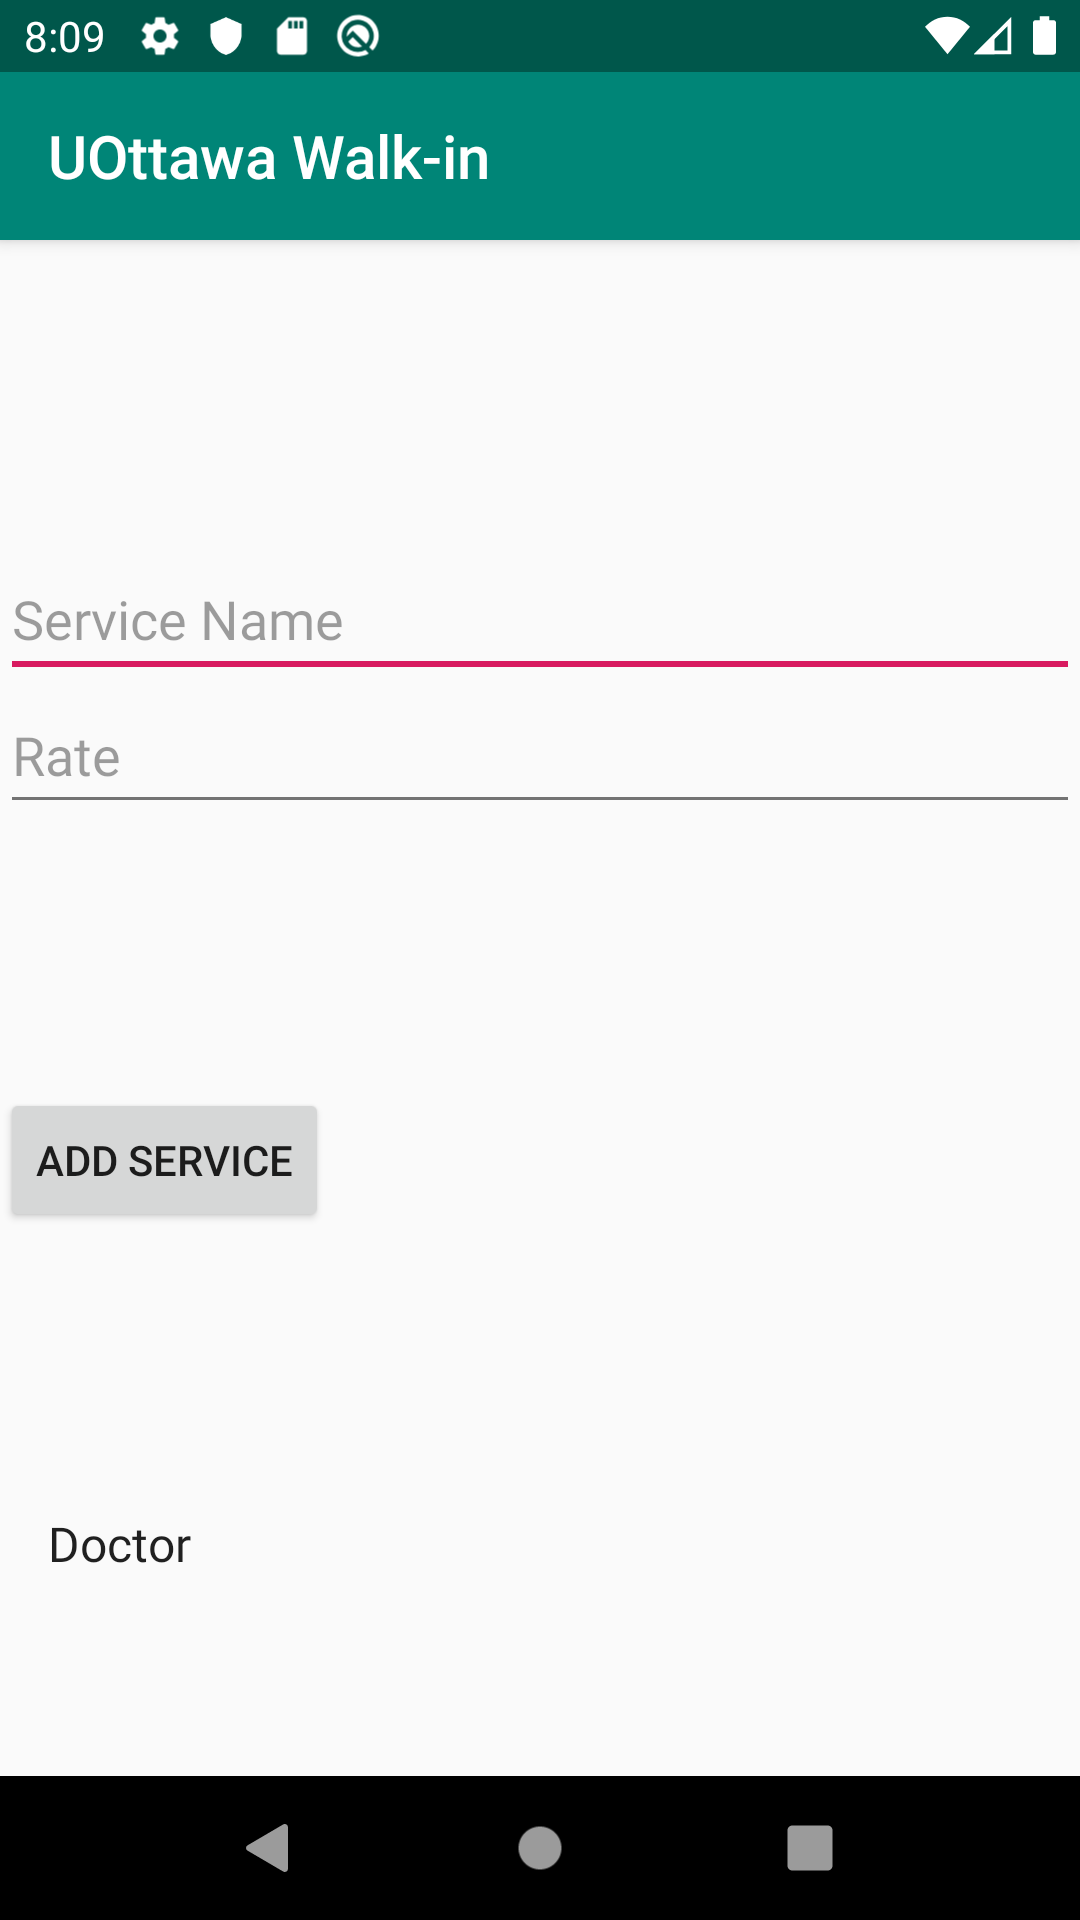 8:09
UOttawa Walk-in
Service Name
Rate
ADD SERVICE
Doctor